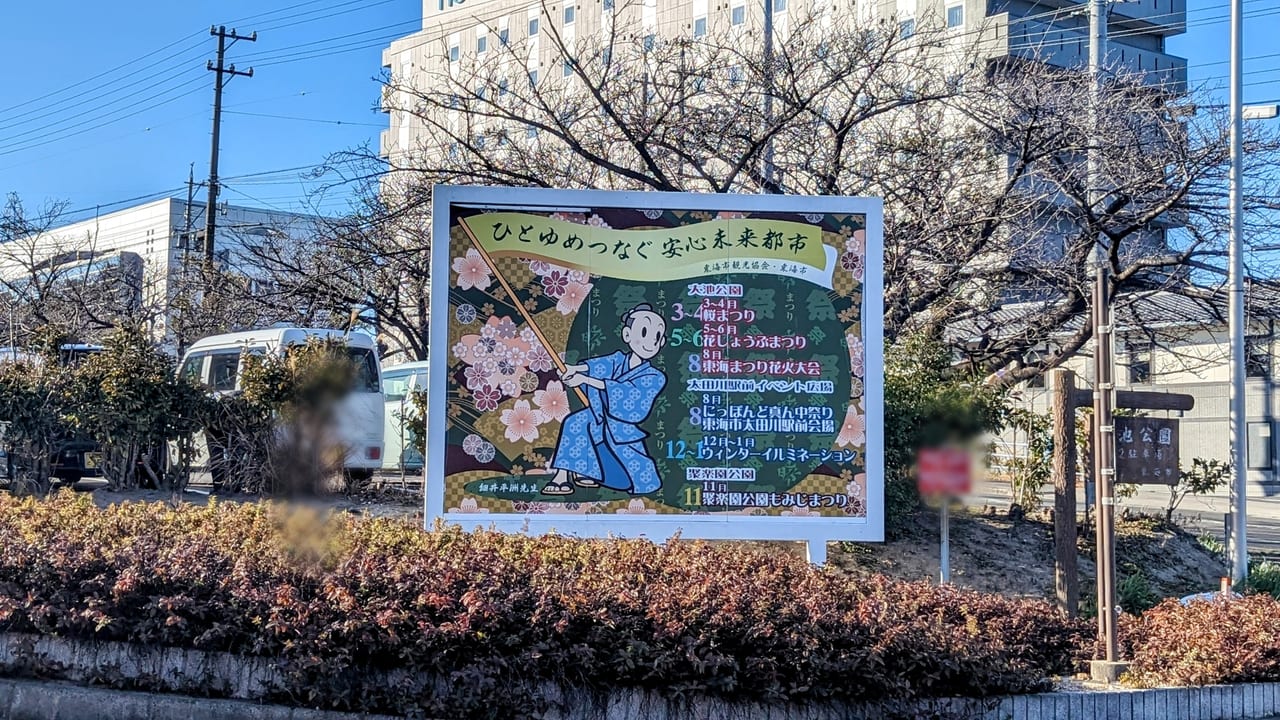 ひとゆめつなぐ 安心未来都市
東海市観光協会・東海市
大池公園
3~4月
3-4桜まつり
5~6月
5-6花しょうぶまつり
8月
8東海まつり花火大会
太田川駅前イベント広場
8月
8にっぽんど真ん中祭り
東海市太田川駅前会場
12月~1月
12-1ウィンターイルミネーション
聚楽園公園
11月
11聚楽園公園もみじまつり
細井平洲先生
池公園
駐車場